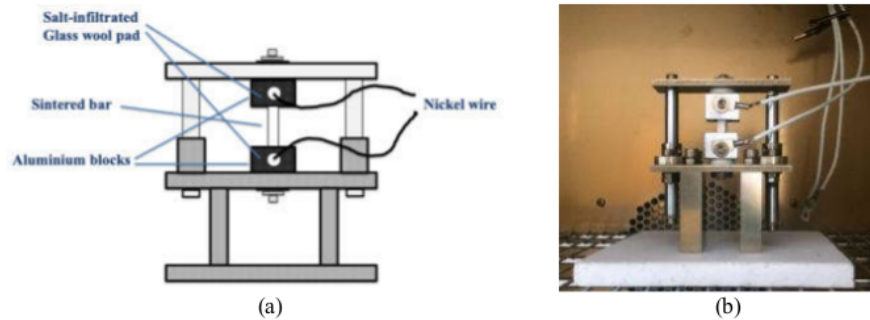 Salt-infiltrated
Glass wool pad
Sintered bar
Nickel wire
Aluminium blocks
(a)
(b)